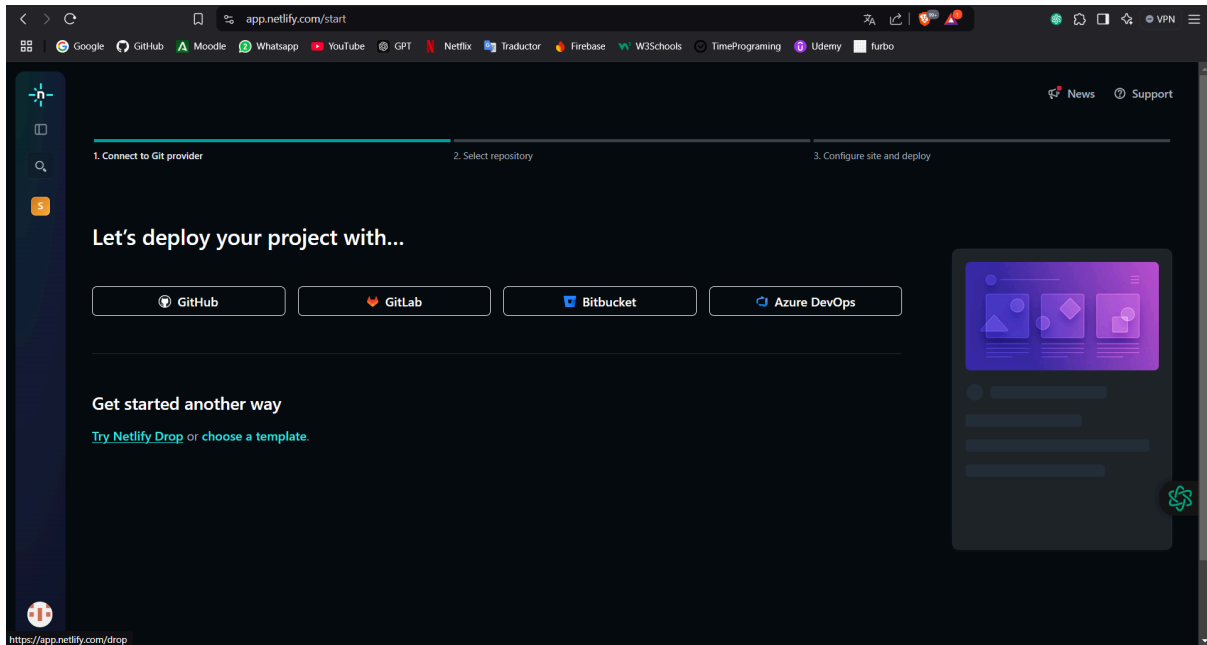 app.netlify.com/start
99+
1
VPN
Google GitHub Moodle Whatsapp YouTube GPT Netflix Traductor Firebase W3Schools TimePrograming Udemy furbo
News Support
1. Connect to Git provider 2. Select repository 3. Configure site and deploy
S
Let's deploy your project with...
GitHub GitLab Bitbucket Azure DevOps
Get started another way
Try Netlify Drop or choose a template.
https://app.netlify.com/drop